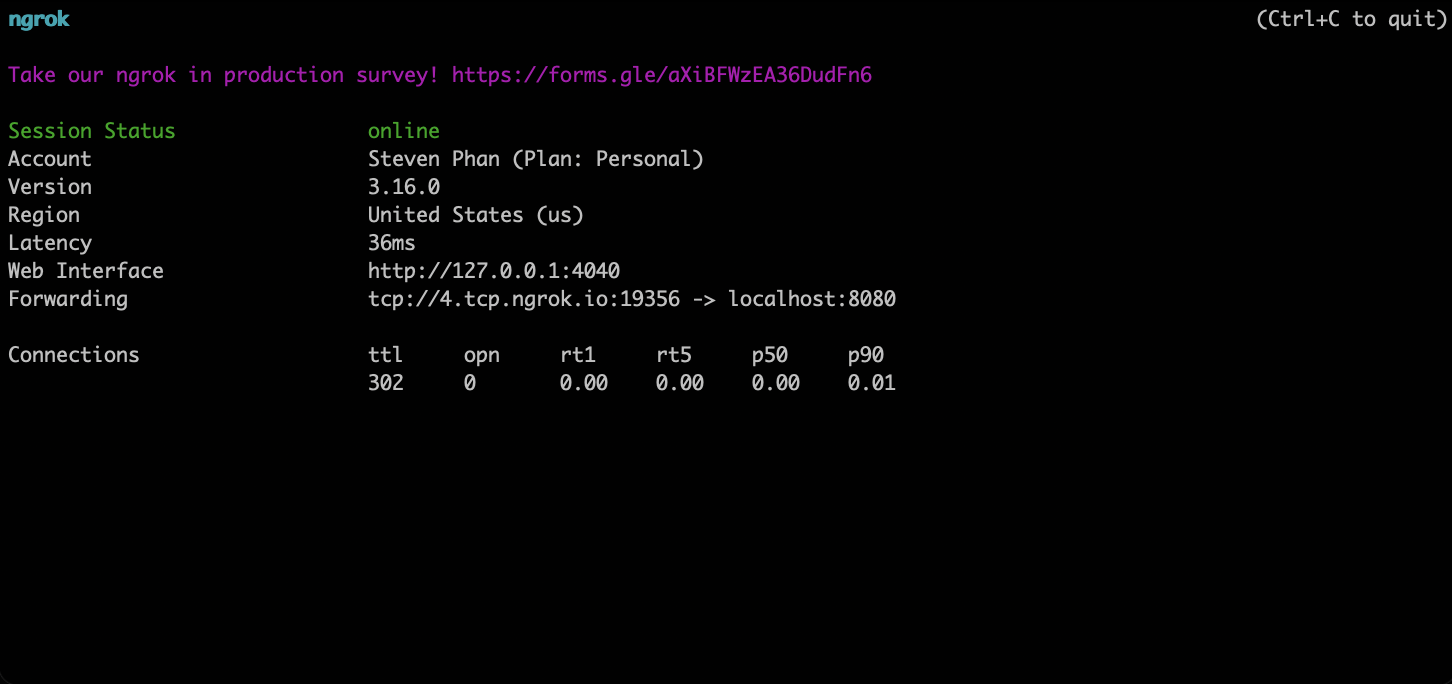 ngrok (Ctrl+C to quit)
Take our ngrok in production survey! https://forms.gle/aXiBFWzEA36DudFn6
Session Status online
Account Steven Phan (Plan: Personal)
Version 3.16.0
Region United States (us)
Latency 36ms
Web Interface http://127.0.0.1:4040
Forwarding tcp://4.tcp.ngrok.io:19356 -> localhost:8080
Connections ttl opn rt1 rt5 p50 p90
302 0 0.00 0.00 0.00 0.01